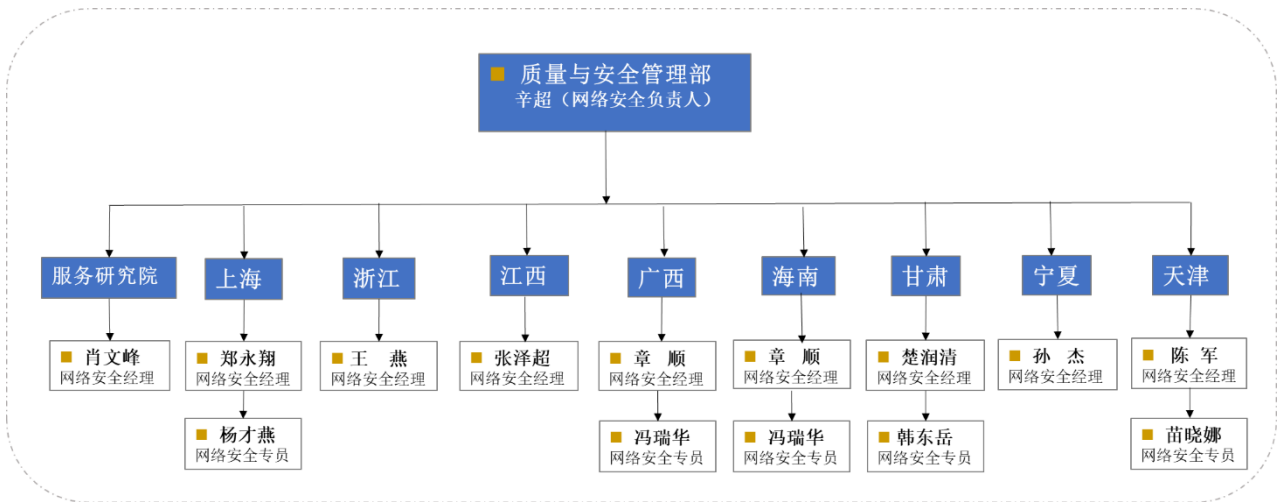 质量与安全管理部
辛超（网络安全负责人）
服务研究院
上海
浙江
江西
广西
海南
甘肃
宁夏
天津
肖文峰
网络安全经理
郑永翔
网络安全经理
王 燕
网络安全经理
张泽超
网络安全经理
章 顺
网络安全经理
章 顺
网络安全经理
楚润清
网络安全经理
孙 杰
网络安全经理
陈 军
网络安全经理
杨才燕
网络安全专员
冯瑞华
网络安全专员
冯瑞华
网络安全专员
韩东岳
网络安全专员
苗晓娜
网络安全专员